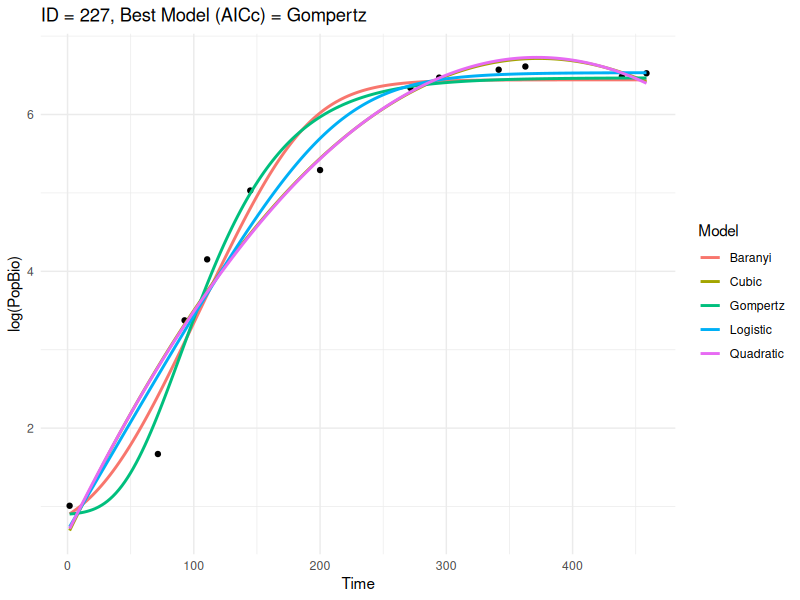 ID = 227, Best Model (AICc) = Gompertz
log(PopBio)
6
4
2
0 100 200 300 400
Time
Model
Baranyi
Cubic
Gompertz
Logistic
Quadratic